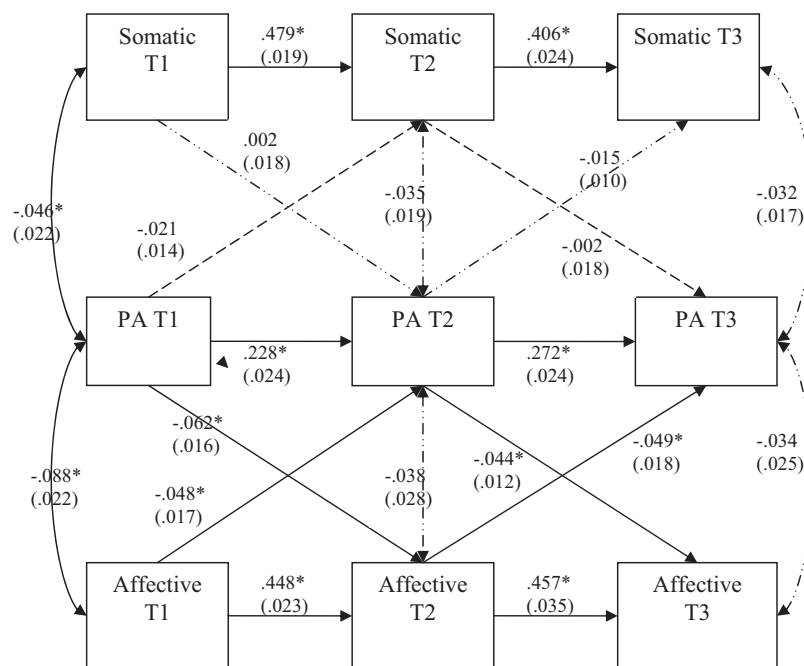 Somatic
T1
.479*
(.019)
Somatic
T2
.406*
(.024)
Somatic T3
.002
(.018)
-.015
(.010)
-.046*
(.022)
-.021
(.014)
-.035
(.019)
-.002
(.018)
-.032
(.017)
PA T1
.228*
(.024)
PA T2
.272*
(.024)
PA T3
-.062*
(.016)
-.044*
(.012)
-.049*
(.018)
-.034
(.025)
-.088*
(.022)
-.048*
(.017)
-.038
(.028)
Affective
T1
.448*
(.023)
Affective
T2
.457*
(.035)
Affective
T3